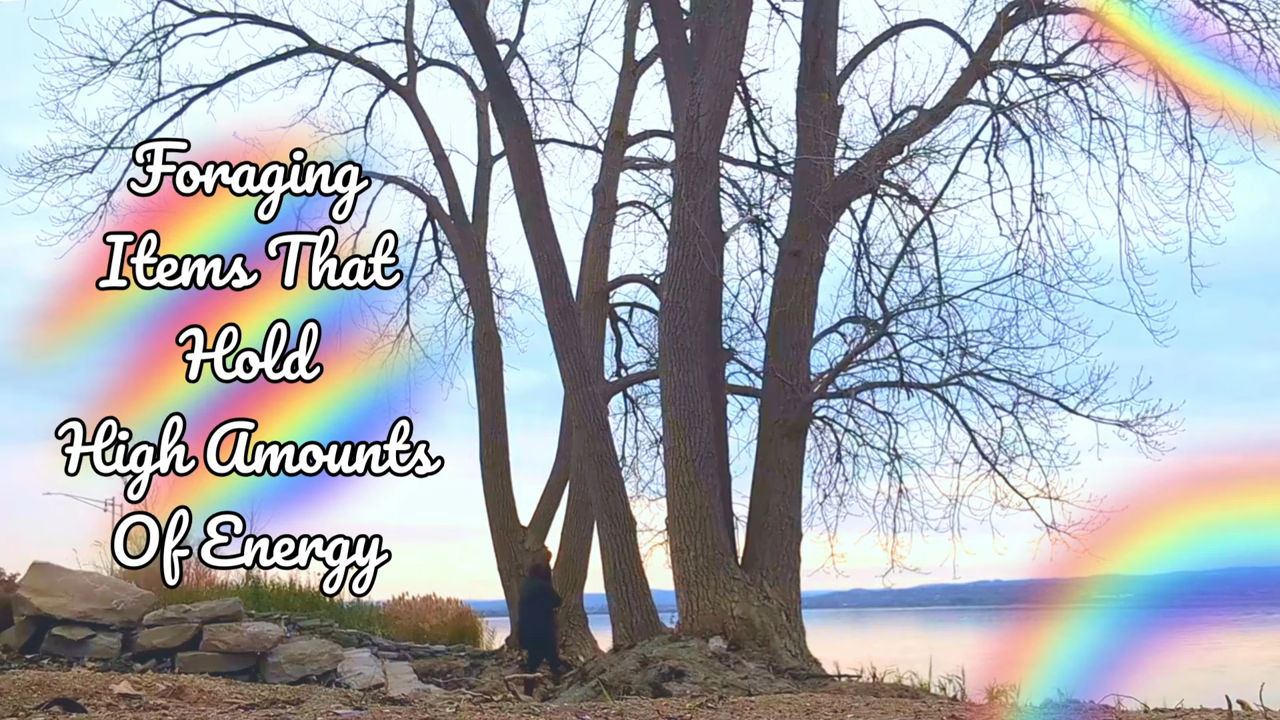 Foraging
Items That
Hold
High Amounts
Of Energy